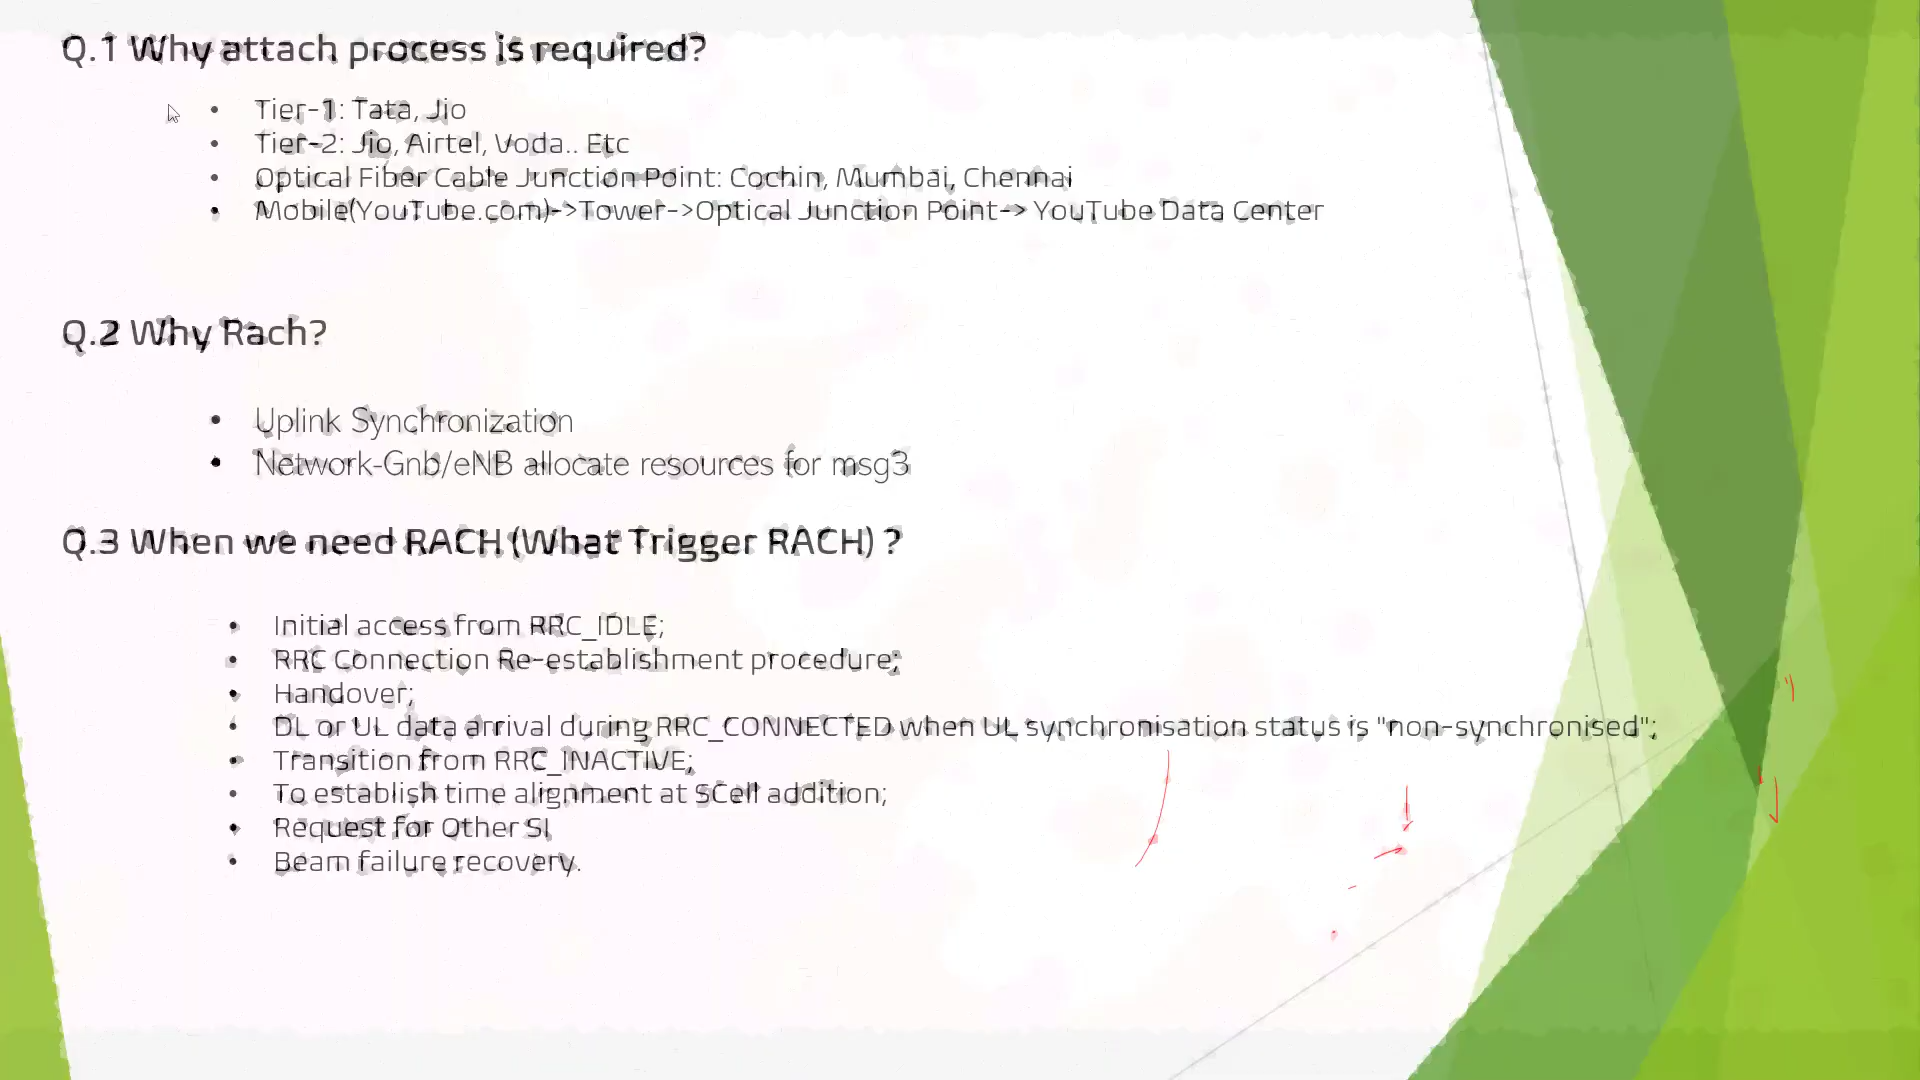 Q.1 Why attach process is required?
• Tier-1: Tata, Jio
• Tier-2: Jio, Airtel, Voda.. Etc
• Optical Fiber Cable Junction Point: Cochin, Mumbai, Chennai
• Mobile(YouTube.com)->Tower->Optical Junction Point-> YouTube Data Center
Q.2 Why Rach?
• Uplink Synchronization
• Network-Gnb/eNB allocate resources for msg3
Q.3 When we need RACH (What Trigger RACH) ?
• Initial access from RRC_IDLE;
• RRC Connection Re-establishment procedure;
• Handover;
• DL or UL data arrival during RRC_CONNECTED when UL synchronisation status is "non-synchronised";
• Transition from RRC_INACTIVE;
• To establish time alignment at SCell addition;
• Request for Other SI
• Beam failure recovery.